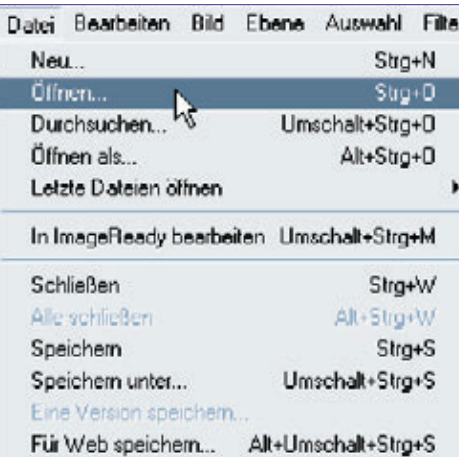 Datei Bearbeiten Bild Ebene Auswahl Filte
Neu... Strg+N
Öffnen... Strg+O
Durchsuchen... Umschalt+Strg+O
Öffnen als... Alt+Strg+O
Letzte Dateien öffnen
In ImageReady bearbeiten Umschalt+Strg+M
Schließen Strg+W
Alle schließen Alt+Strg+W
Speichern Strg+S
Speichern unter... Umschalt+Strg+S
Eine Version speichern...
Für Web speichern... Alt+Umschalt+Strg+S